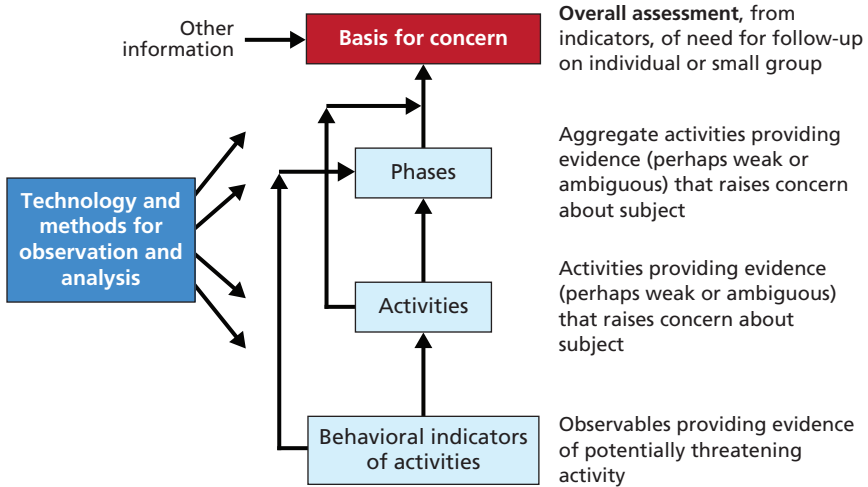 Other
information
Basis for concern
Overall assessment, from
indicators, of need for follow-up
on individual or small group
Technology and
methods for
observation and
analysis
Phases
Aggregate activities providing
evidence (perhaps weak or
ambiguous) that raises concern
about subject
Activities
Activities providing evidence
(perhaps weak or ambiguous)
that raises concern about
subject
Behavioral indicators
of activities
Observables providing evidence
of potentially threatening
activity